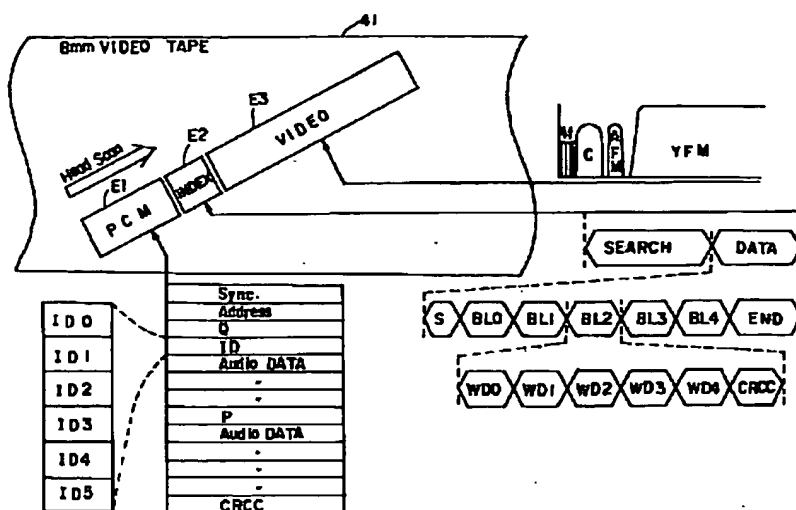 41
8mm VIDEO TAPE
E3
E2
E1
Head Scan
VIDEO
INDEX
PCM
C
AFM
YFM
SEARCH DATA
S BL0 BL1 BL2 BL3 BL4 END
WD0 WD1 WD2 WD3 WD4 CRCC
Sync.
Address
Q
ID
Audio DATA
"
"
P
Audio DATA
"
"
"
CRCC
ID0
ID1
ID2
ID3
ID4
ID5